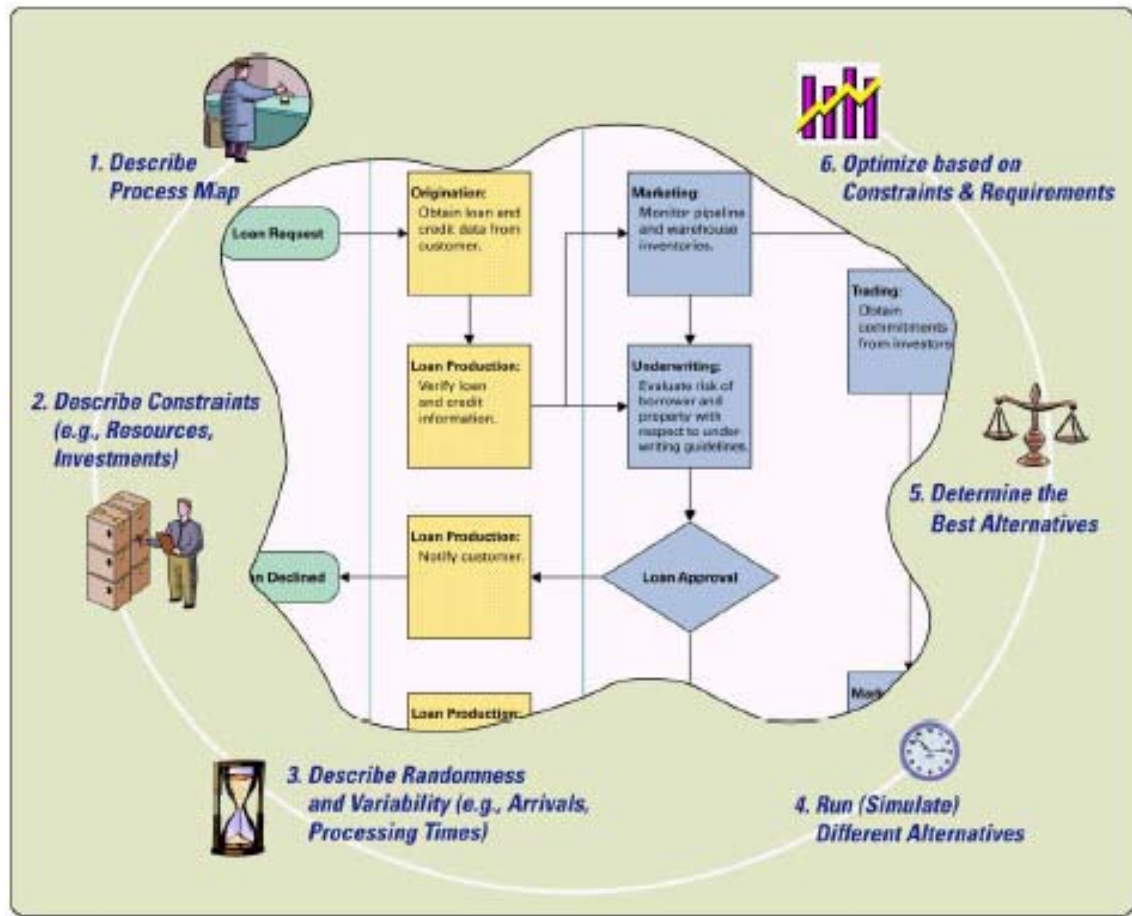 1. Describe
Process Map
2. Describe Constraints
(e.g., Resources,
Investments)
3. Describe Randomness
and Variability (e.g., Arrivals,
Processing Times)
4. Run (Simulate)
Different Alternatives
5. Determine the
Best Alternatives
6. Optimize based on
Constraints & Requirements
Loan Request
Origination:
Obtain loan and
credit data from
customer.
Marketing:
Monitor pipeline
and warehouse
inventories.
Trading:
Obtain
commitments
from investors
Loan Production:
Verify loan
and credit
information.
Underwriting:
Evaluate risk of
borrower and
property with
respect to under
writing guidelines.
Loan Production:
Notify customer.
Loan Approval
n Declined
Loan Production:
Mark